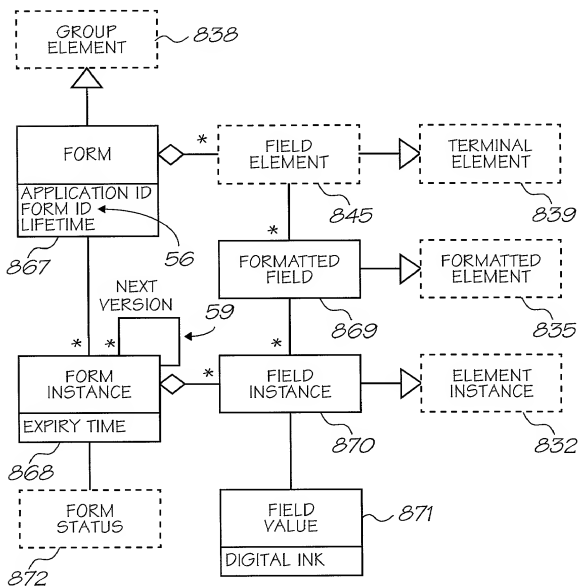 GROUP
ELEMENT
838
FORM
*
FIELD
ELEMENT
TERMINAL
ELEMENT
APPLICATION ID
FORM ID
LIFETIME
845
839
867
56
*
FORMATTED
FIELD
FORMATTED
ELEMENT
NEXT
VERSION
59
869
835
*
*
*
FORM
INSTANCE
*
FIELD
INSTANCE
ELEMENT
INSTANCE
EXPIRY TIME
868
870
832
FORM
STATUS
FIELD
VALUE
871
DIGITAL INK
872